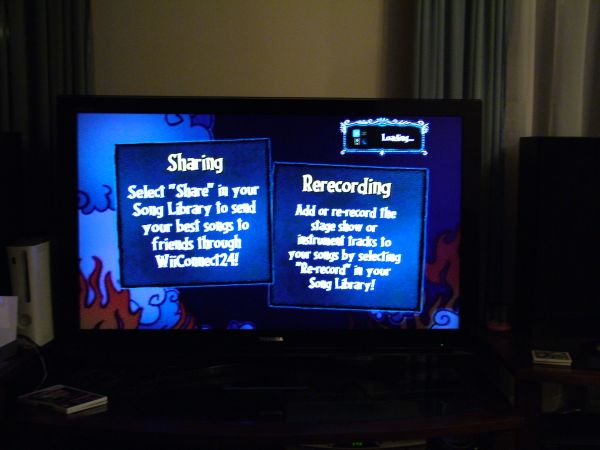 Loading...
Sharing
Select "Share" in your
Song Library to send
your best songs to
friends through
WiiConnect24!
Rerecording
Add or re-record the
stage show or
instrument tracks to
your songs by selecting
"Re-record" in your
Song Library!
TOSHIBA